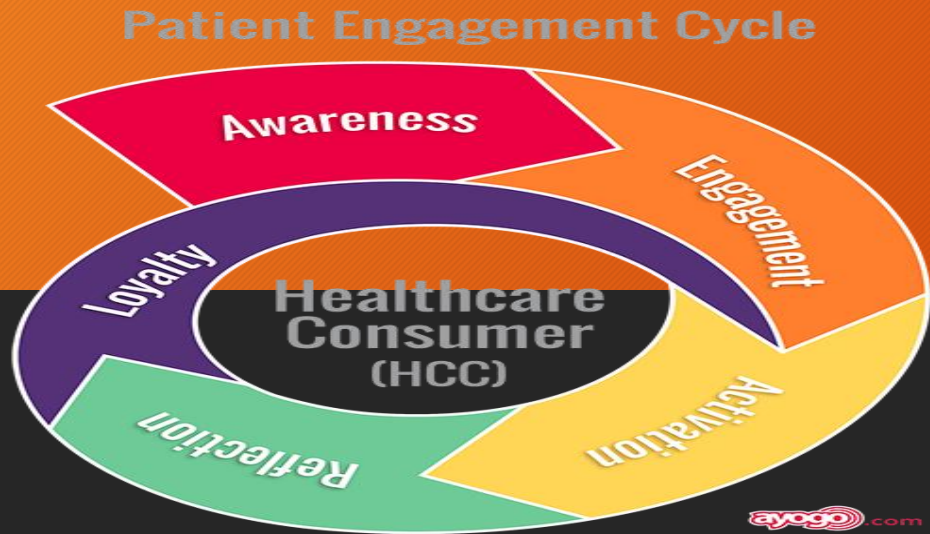 Patient Engagement Cycle
Awareness
Engagement
Activation
Reflection
Loyalty
Healthcare
Consumer
(HCC)
ayogo.com